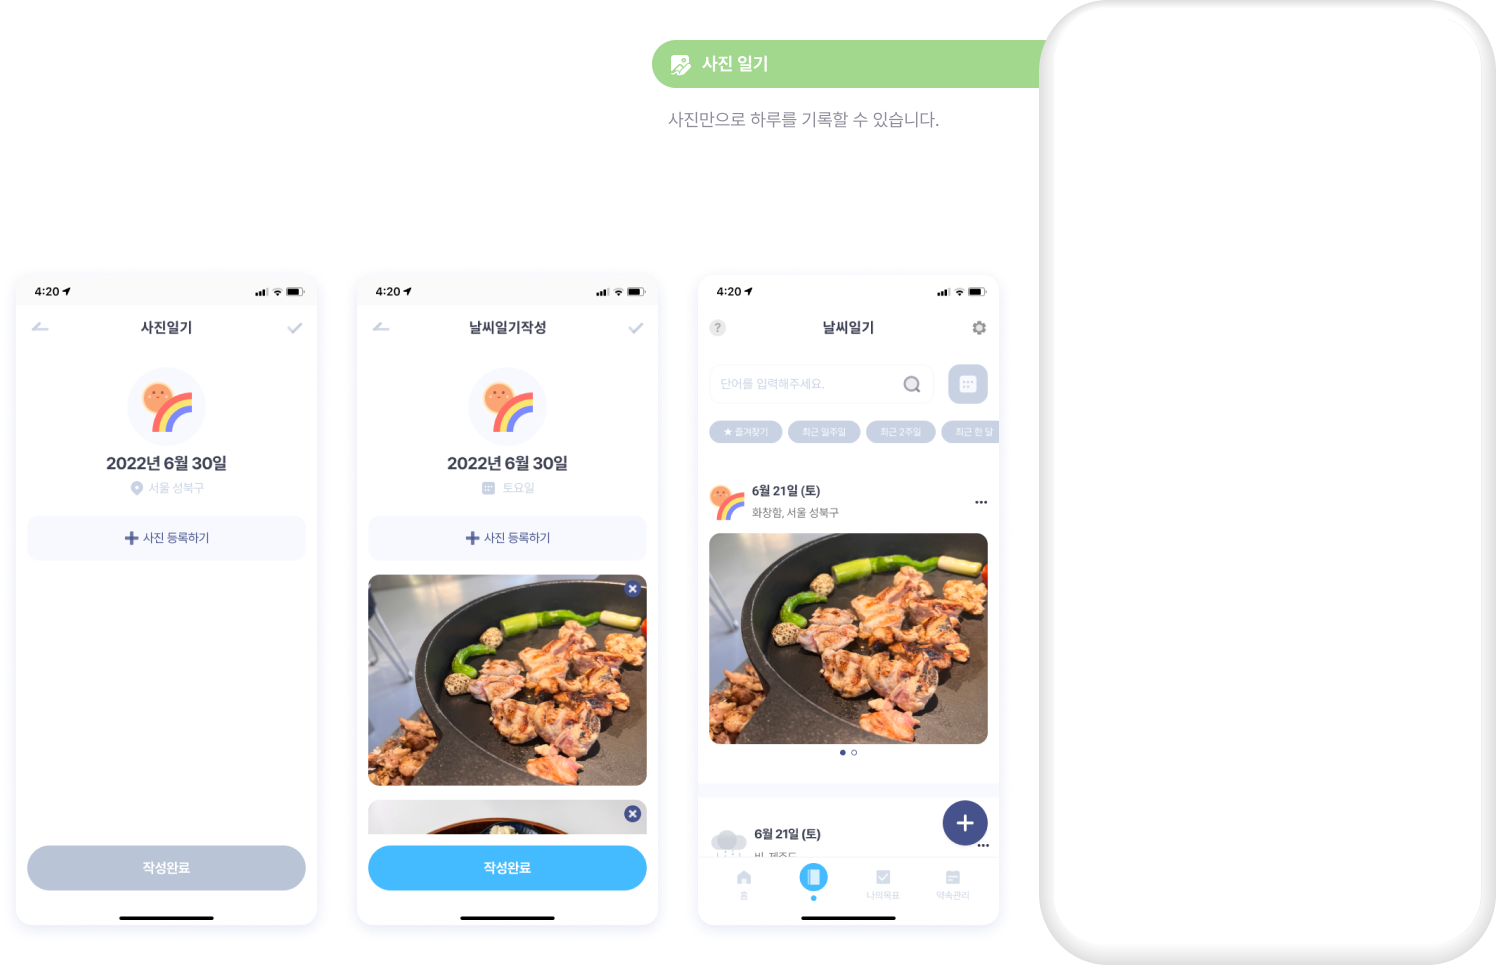 사진 일기
사진만으로 하루를 기록할 수 있습니다.
4:20
사진일기
2022년 6월 30일
서울 성북구
사진 등록하기
작성완료
4:20
날씨일기작성
2022년 6월 30일
토요일
사진 등록하기
작성완료
4:20
?
날씨일기
단어를 입력해주세요.
★ 즐겨찾기
최근 일주일
최근 2주일
최근 한 달
6월 21일 (토)
화창함, 서울 성북구
6월 21일 (토)
비, 제주도
홈
나의목표
약속관리